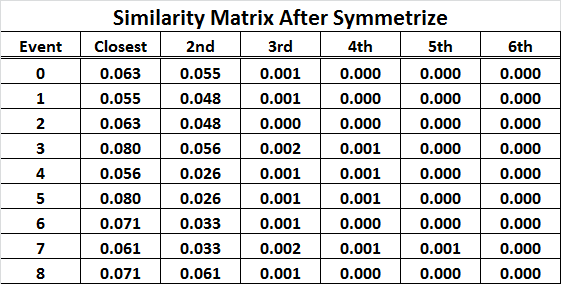 Similarity Matrix After Symmetrize
Event Closest 2nd 3rd 4th 5th 6th
0 0.063 0.055 0.001 0.000 0.000 0.000
1 0.055 0.048 0.001 0.000 0.000 0.000
2 0.063 0.048 0.000 0.000 0.000 0.000
3 0.080 0.056 0.002 0.001 0.000 0.000
4 0.056 0.026 0.001 0.001 0.000 0.000
5 0.080 0.026 0.001 0.001 0.000 0.000
6 0.071 0.033 0.001 0.000 0.000 0.000
7 0.061 0.033 0.002 0.001 0.001 0.000
8 0.071 0.061 0.001 0.000 0.000 0.000